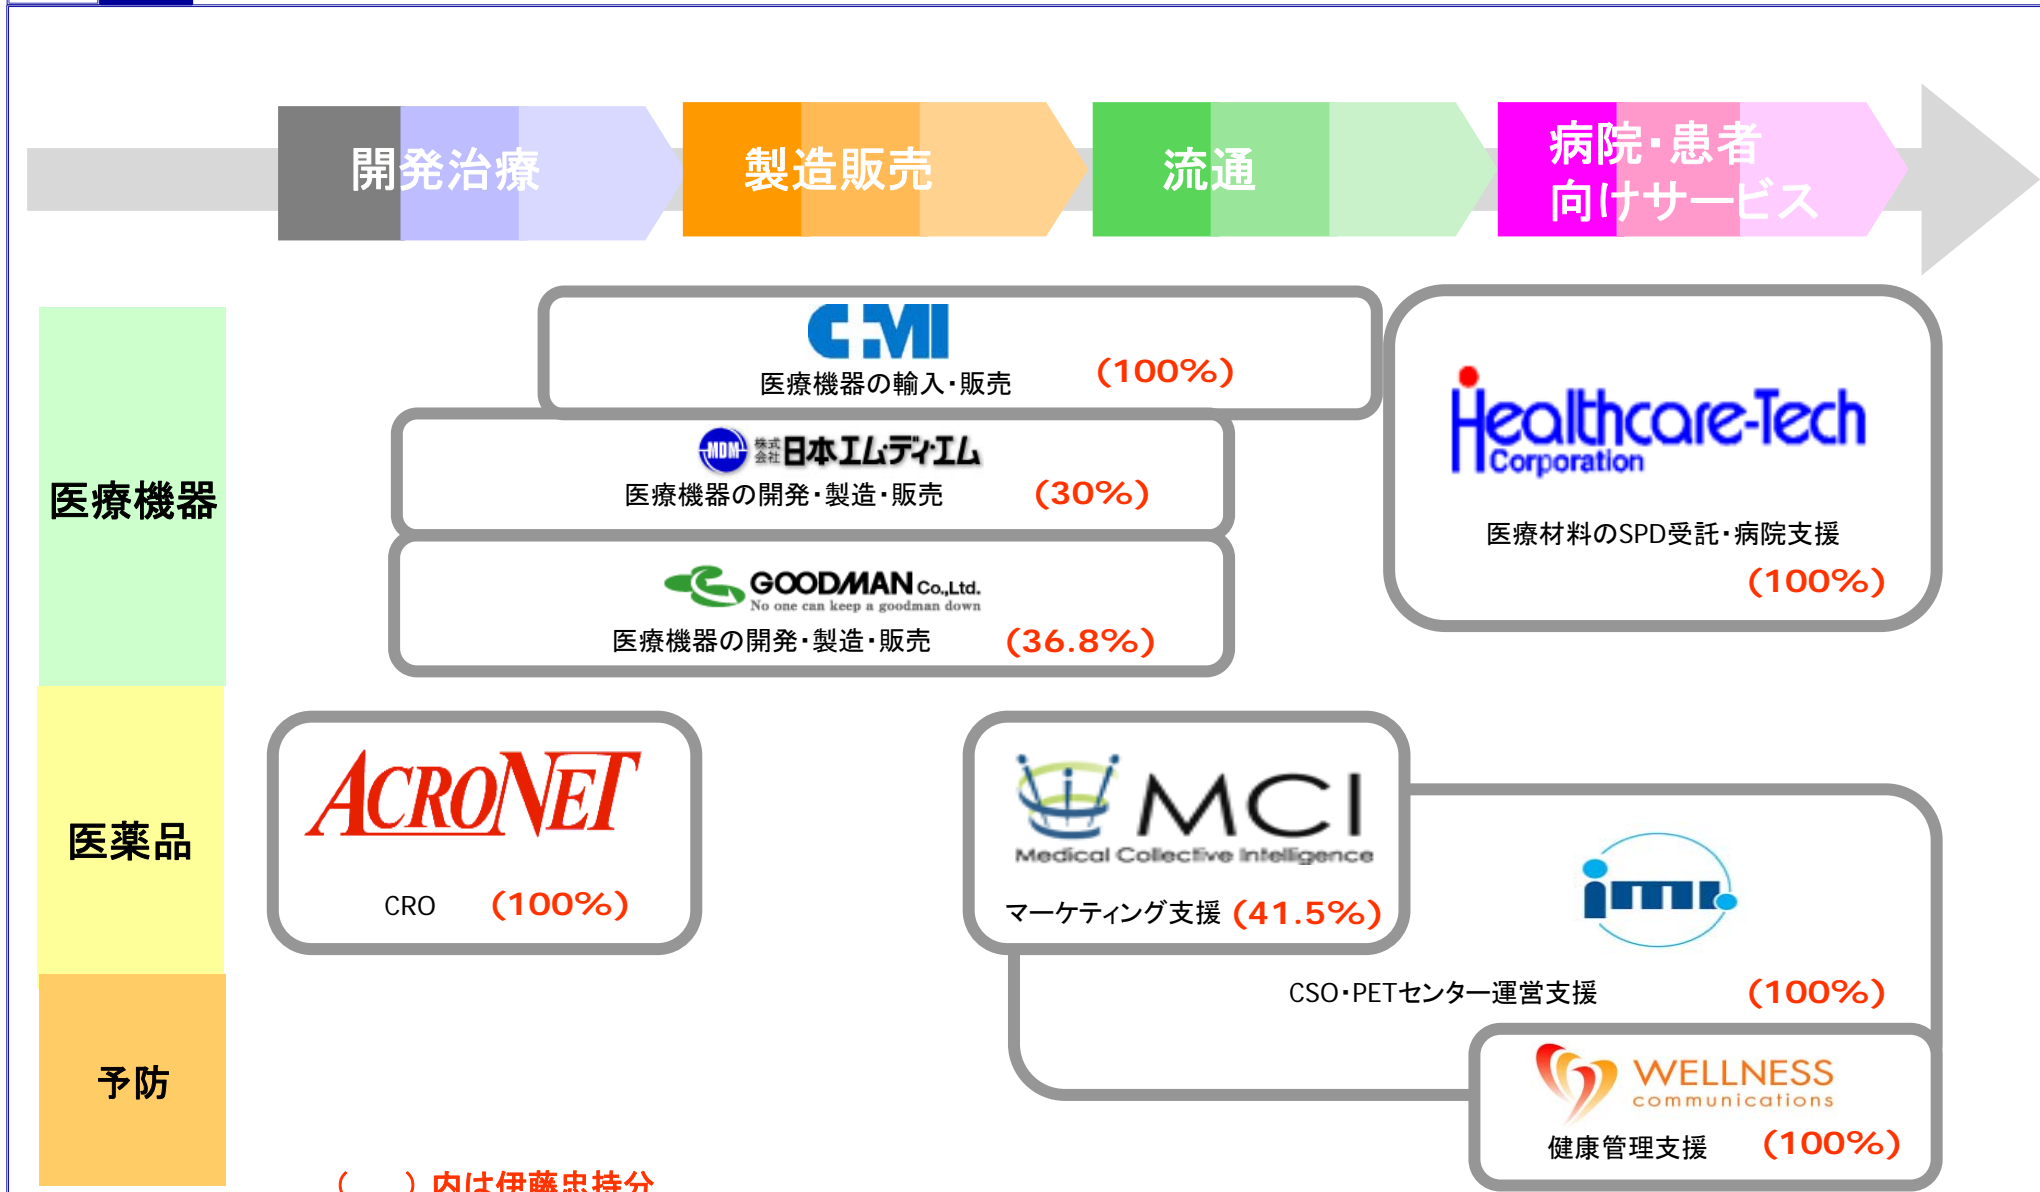 開発治療
製造販売
流通
病院・患者
向けサービス
医療機器
CMI
医療機器の輸入・販売
(100%)
MDM 株式会社 日本エム・ディ・エム
医療機器の開発・製造・販売
(30%)
GOODMAN Co.,Ltd.
No one can keep a goodman down
医療機器の開発・製造・販売
(36.8%)
Healthcare-Tech
Corporation
医療材料のSPD受託・病院支援
(100%)
医薬品
ACRONET
CRO
(100%)
MCI
Medical Collective Intelligence
マーケティング支援
(41.5%)
imi.
CSO・PETセンター運営支援
(100%)
予防
WELLNESS
communications
健康管理支援
(100%)
（　）内は伊藤忠持分